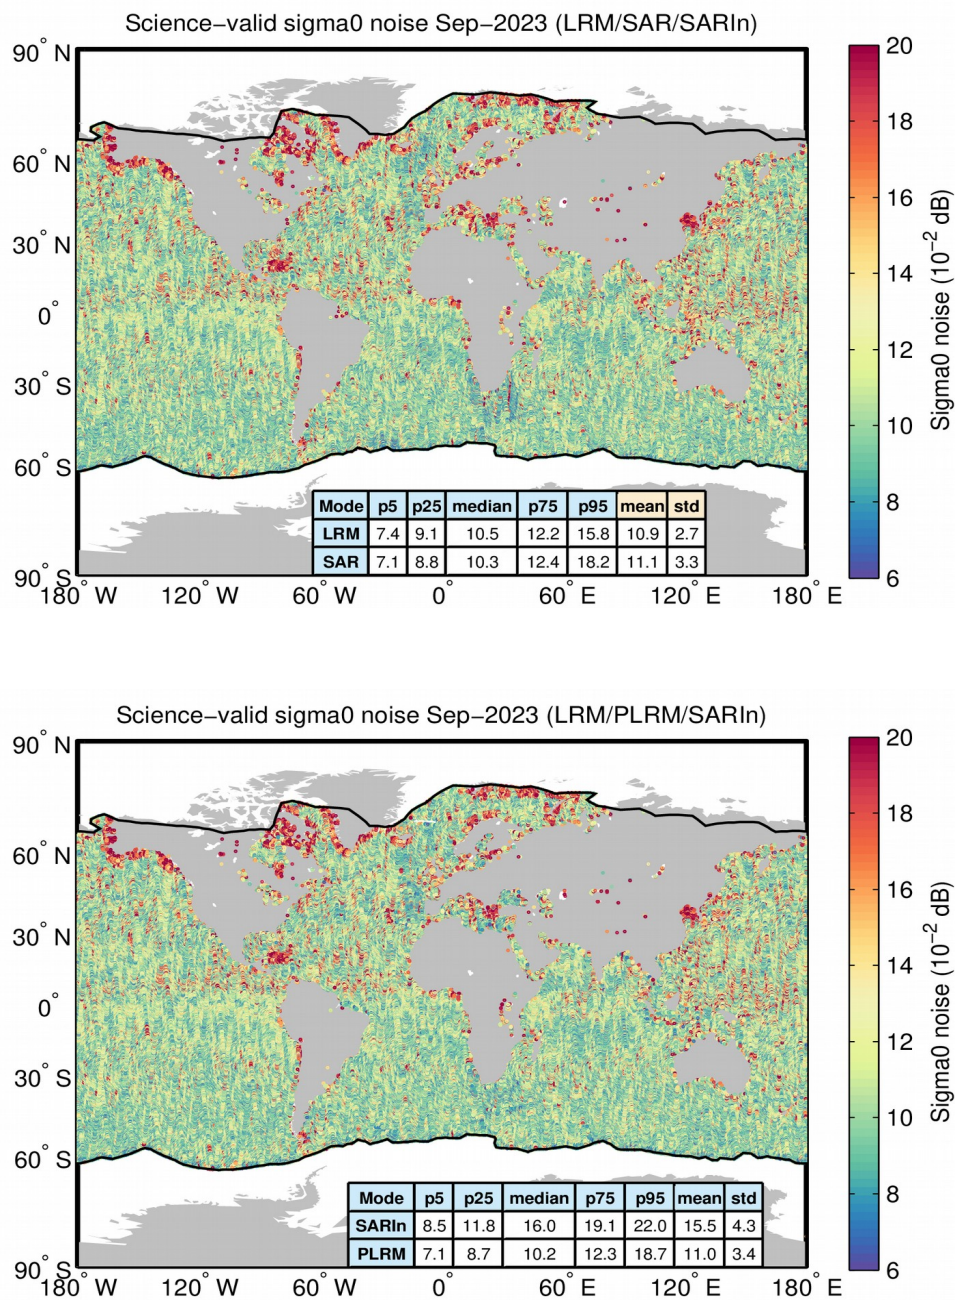 Science−valid sigma0 noise Sep−2023 (LRM/SAR/SARIn)
90° N
60° N
30° N
0°
30° S
60° S
90° S
180° W 120° W 60° W 0° 60° E 120° E 180° E
20
18
16
14
12
10
8
6
Sigma0 noise (10⁻² dB)
Mode p5 p25 median p75 p95 mean std
LRM 7.4 9.1 10.5 12.2 15.8 10.9 2.7
SAR 7.1 8.8 10.3 12.4 18.2 11.1 3.3
Science−valid sigma0 noise Sep−2023 (LRM/PLRM/SARIn)
90° N
60° N
30° N
0°
30° S
60° S
90° S
180° W 120° W 60° W 0° 60° E 120° E 180° E
20
18
16
14
12
10
8
6
Sigma0 noise (10⁻² dB)
Mode p5 p25 median p75 p95 mean std
SARIn 8.5 11.8 16.0 19.1 22.0 15.5 4.3
PLRM 7.1 8.7 10.2 12.3 18.7 11.0 3.4